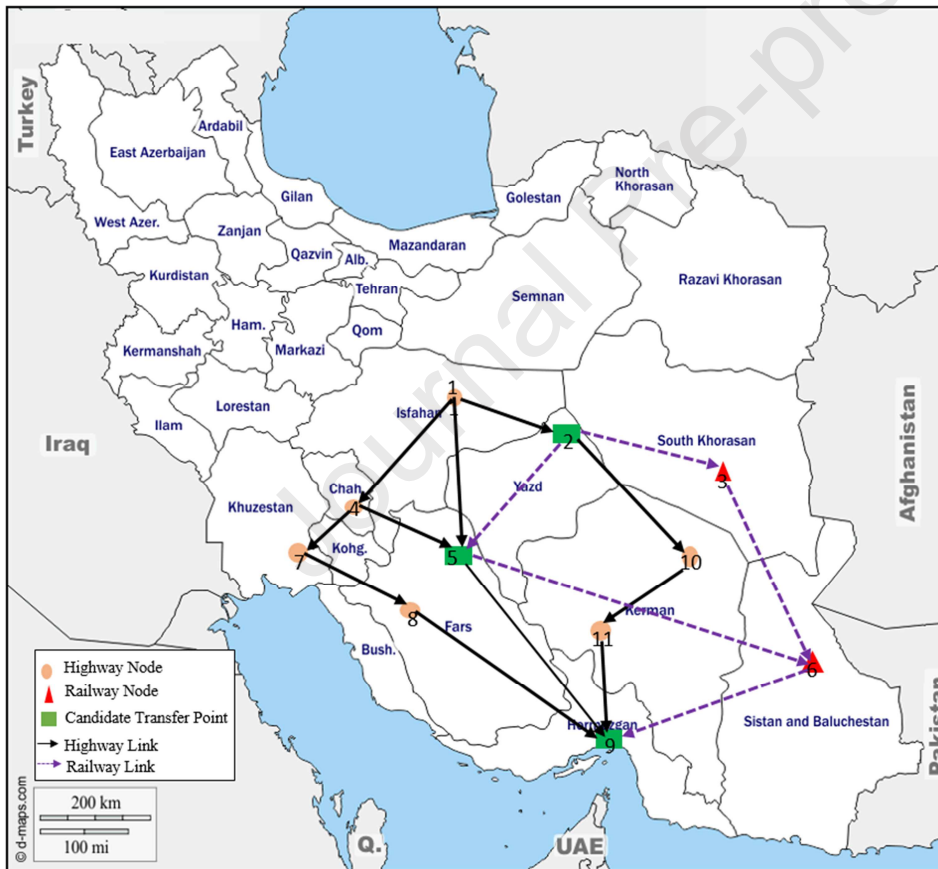 Journal Pre-pre
Turkey
Ardabil
East Azerbaijan
Gilan
Golestan
North
Khorasan
West Azer.
Zanjan
Qazvin
Alb.
Mazandaran
Tehran
Semnan
Razavi Khorasan
Kurdistan
Ham.
Markazi
Qom
Kermanshah
Lorestan
Ilam
Iraq
1
Isfahan
2
South Khorasan
3
Afghanistan
Khuzestan
Chah.
4
Yazd
Kohg.
5
7
10
8
Fars
Bush.
Kerman
11
6
Sistan and Baluchestan
Hormozgan
9
Pakistan
Highway Node
Railway Node
Candidate Transfer Point
Highway Link
Railway Link
200 km
100 mi
© d-maps.com
Q.
UAE